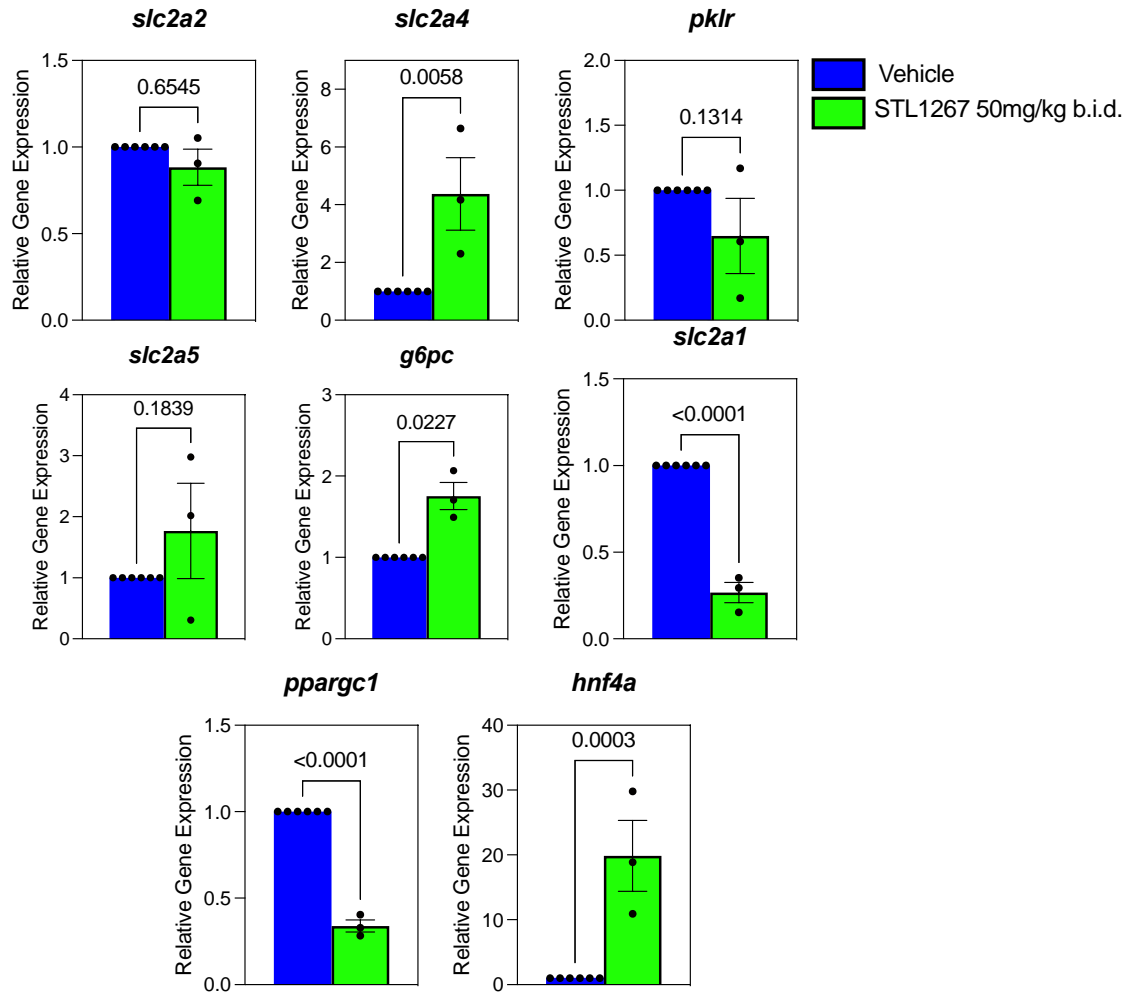 slc2a2
Relative Gene Expression
1.5
1.0
0.5
0.0
0.6545
slc2a4
Relative Gene Expression
8
6
4
2
0
0.0058
pklr
Relative Gene Expression
2.0
1.5
1.0
0.5
0.0
0.1314
Vehicle
STL1267 50mg/kg b.i.d.
slc2a5
Relative Gene Expression
4
3
2
1
0
0.1839
g6pc
Relative Gene Expression
3
2
1
0
0.0227
slc2a1
Relative Gene Expression
1.5
1.0
0.5
0.0
<0.0001
ppargc1
Relative Gene Expression
1.5
1.0
0.5
0.0
<0.0001
hnf4a
Relative Gene Expression
40
30
20
10
0
0.0003